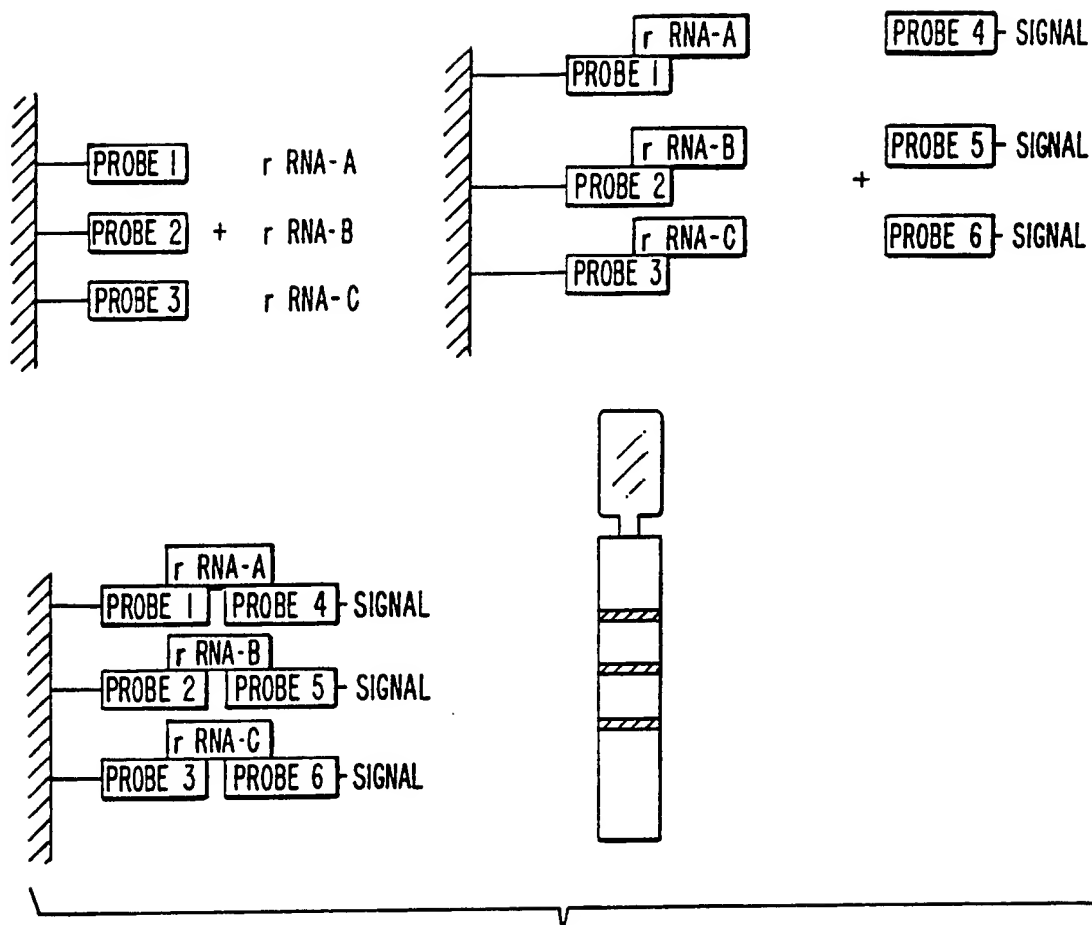 PROBE 1 r RNA-A
PROBE 2 + r RNA-B
PROBE 3 r RNA-C
r RNA-A
PROBE 1
PROBE 4 SIGNAL
r RNA-B
PROBE 2
+ PROBE 5 SIGNAL
r RNA-C
PROBE 3
PROBE 6 SIGNAL
r RNA-A
PROBE 1 PROBE 4 SIGNAL
r RNA-B
PROBE 2 PROBE 5 SIGNAL
r RNA-C
PROBE 3 PROBE 6 SIGNAL